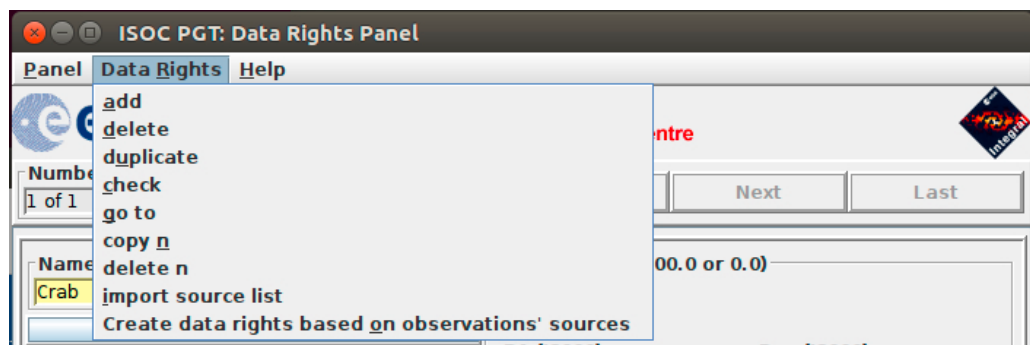 ISOC PGT: Data Rights Panel
Panel Data Rights Help
add
delete
duplicate
check
go to
copy n
delete n
import source list
Create data rights based on observations' sources
Integral
1 of 1
Next Last
00.0 or 0.0)
Name
Crab